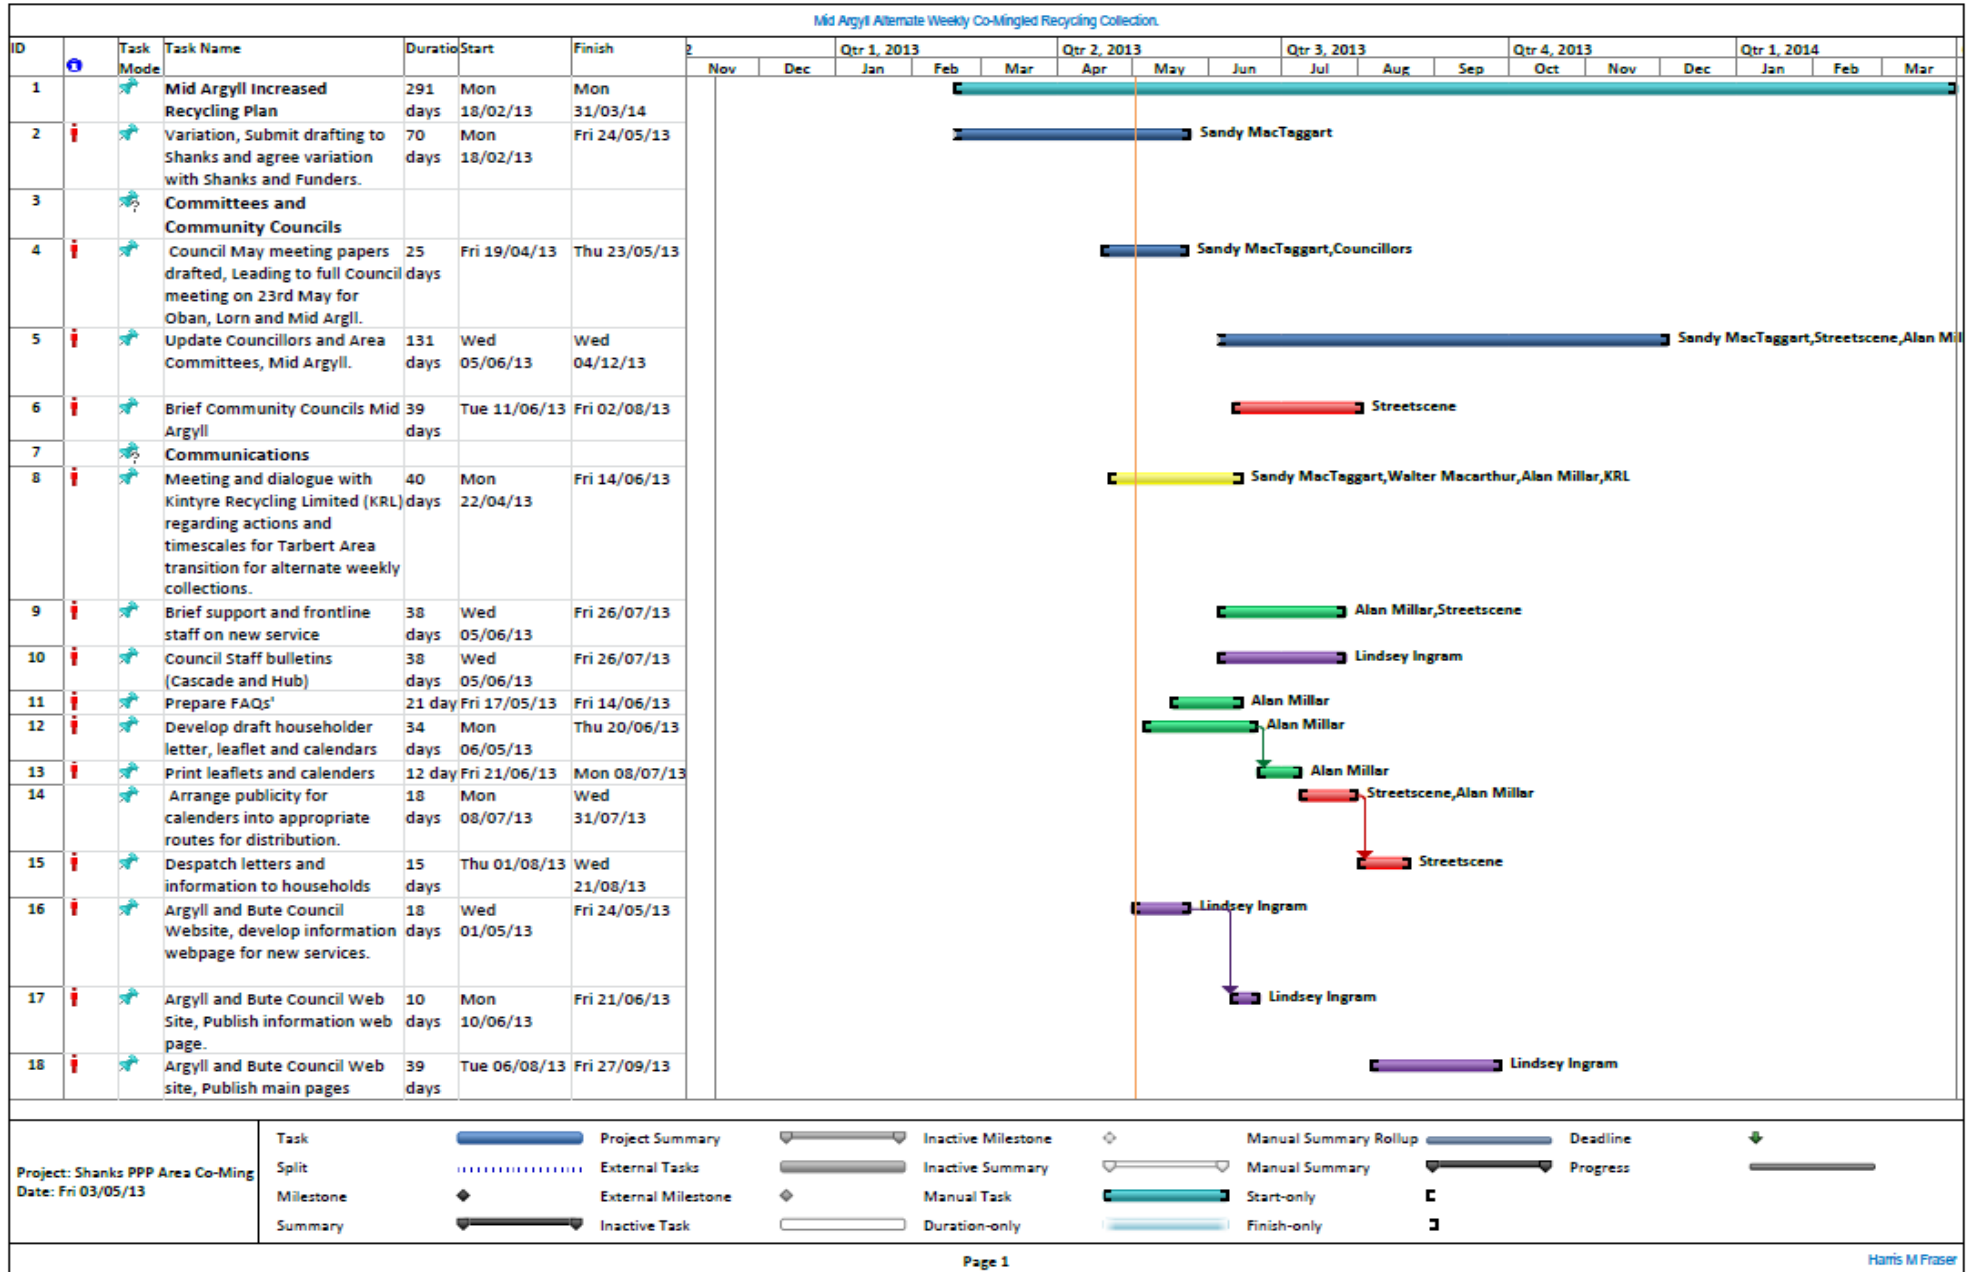 Mid Argyll Alternate Weekly Co-Mingled Recycling Collection.
ID Task Mode Task Name Duratio Start Finish
2 Qtr 1, 2013 Qtr 2, 2013 Qtr 3, 2013 Qtr 4, 2013 Qtr 1, 2014
Nov Dec Jan Feb Mar Apr May Jun Jul Aug Sep Oct Nov Dec Jan Feb Mar
1 Mid Argyll Increased 291 Mon Mon
Recycling Plan days 18/02/13 31/03/14
2 Variation, Submit drafting to 70 Mon Fri 24/05/13 Sandy MacTaggart
Shanks and agree variation days 18/02/13
with Shanks and Funders.
3 Committees and
Community Councils
4 Council May meeting papers 25 Fri 19/04/13 Thu 23/05/13 Sandy MacTaggart,Councillors
drafted, Leading to full Council days
meeting on 23rd May for
Oban, Lorn and Mid Argll.
5 Update Councillors and Area 131 Wed Wed Sandy MacTaggart,Streetscene,Alan Mil
Committees, Mid Argyll. days 05/06/13 04/12/13
6 Brief Community Councils Mid 39 Tue 11/06/13 Fri 02/08/13 Streetscene
Argyll days
7 Communications
8 Meeting and dialogue with 40 Mon Fri 14/06/13 Sandy MacTaggart,Walter Macarthur,Alan Millar,KRL
Kintyre Recycling Limited (KRL) days 22/04/13
regarding actions and
timescales for Tarbert Area
transition for alternate weekly
collections.
9 Brief support and frontline 38 Wed Fri 26/07/13 Alan Millar,Streetscene
staff on new service days 05/06/13
10 Council Staff bulletins 38 Wed Fri 26/07/13 Lindsey Ingram
(Cascade and Hub) days 05/06/13
11 Prepare FAQs' 21 day Fri 17/05/13 Fri 14/06/13 Alan Millar
12 Develop draft householder 34 Mon Thu 20/06/13 Alan Millar
letter, leaflet and calendars days 06/05/13
13 Print leaflets and calenders 12 day Fri 21/06/13 Mon 08/07/13 Alan Millar
14 Arrange publicity for 18 Mon Wed Streetscene,Alan Millar
calenders into appropriate days 08/07/13 31/07/13
routes for distribution.
15 Despatch letters and 15 Thu 01/08/13 Wed Streetscene
information to households days 21/08/13
16 Argyll and Bute Council 18 Wed Fri 24/05/13 Lindsey Ingram
Website, develop information days 01/05/13
webpage for new services.
17 Argyll and Bute Council Web 10 Mon Fri 21/06/13 Lindsey Ingram
Site, Publish information web days 10/06/13
page.
18 Argyll and Bute Council Web 39 Tue 06/08/13 Fri 27/09/13 Lindsey Ingram
site, Publish main pages days
Project: Shanks PPP Area Co-Ming
Date: Fri 03/05/13
Task Project Summary Inactive Milestone Manual Summary Rollup Deadline
Split External Tasks Inactive Summary Manual Summary Progress
Milestone External Milestone Manual Task Start-only
Summary Inactive Task Duration-only Finish-only
Page 1
Harris M Fraser